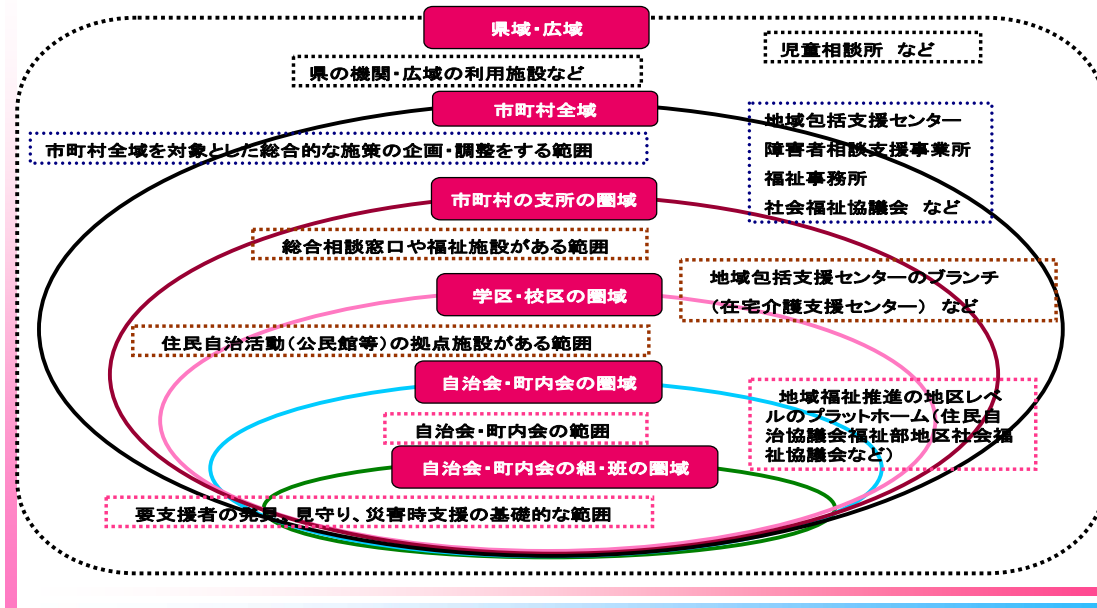 県域・広域
児童相談所 など
県の機関・広域の利用施設など
市町村全域
地域包括支援センター
障害者相談支援事業所
福祉事務所
社会福祉協議会 など
市町村全域を対象とした総合的な施策の企画・調整をする範囲
市町村の支所の圏域
総合相談窓口や福祉施設がある範囲
地域包括支援センターのブランチ
(在宅介護支援センター) など
学区・校区の圏域
住民自治活動(公民館等)の拠点施設がある範囲
自治会・町内会の圏域
地域福祉推進の地区レベ
ルのプラットホーム(住民自
治協議会福祉部地区社会福
祉協議会など)
自治会・町内会の範囲
自治会・町内会の組・班の圏域
要支援者の発見、見守り、災害時支援の基礎的な範囲